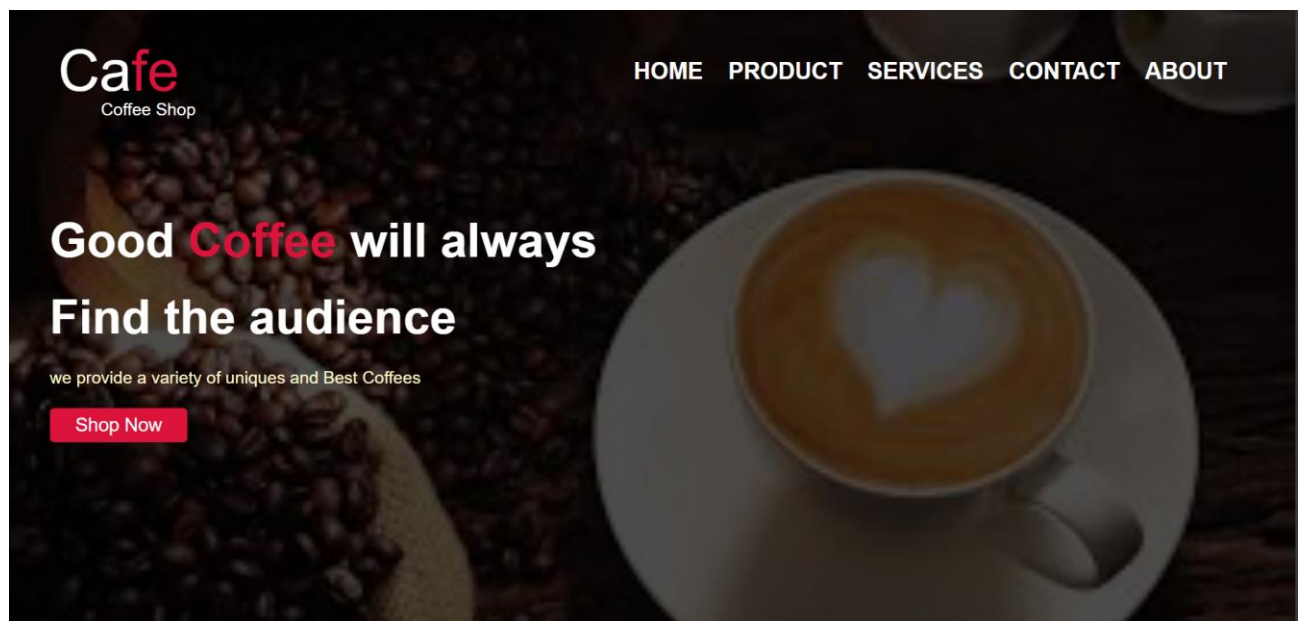 Cafe
Coffee Shop
HOME PRODUCT SERVICES CONTACT ABOUT
Good Coffee will always
Find the audience
we provide a variety of uniques and Best Coffees
Shop Now